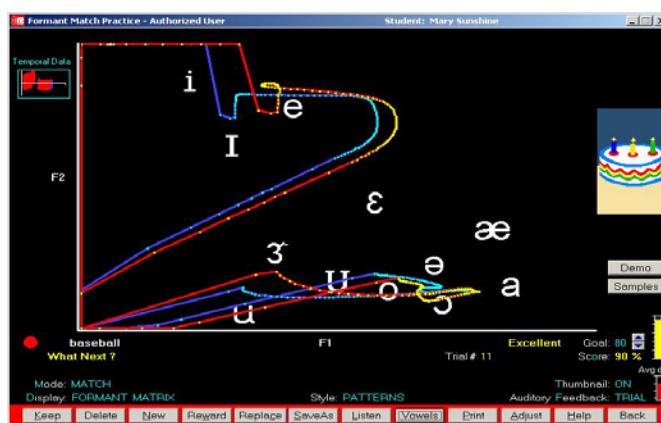 Formant Match Practice - Authorized User Student: Mary Sunshine
Temporal Data
i
e
I
F2
ɛ
æ
ɝ
ə
U
o
a
ɔ
u
Demo
Samples
baseball F1 Excellent Goal: 80
What Next ? Trial # 11 Score: 90 %
Avg
Mode: MATCH Thumbnail: ON
Display: FORMANT MATRIX Style: PATTERNS Auditory Feedback: TRIAL
Keep Delete New Reward Replace SaveAs Listen Vowels Print Adjust Help Back